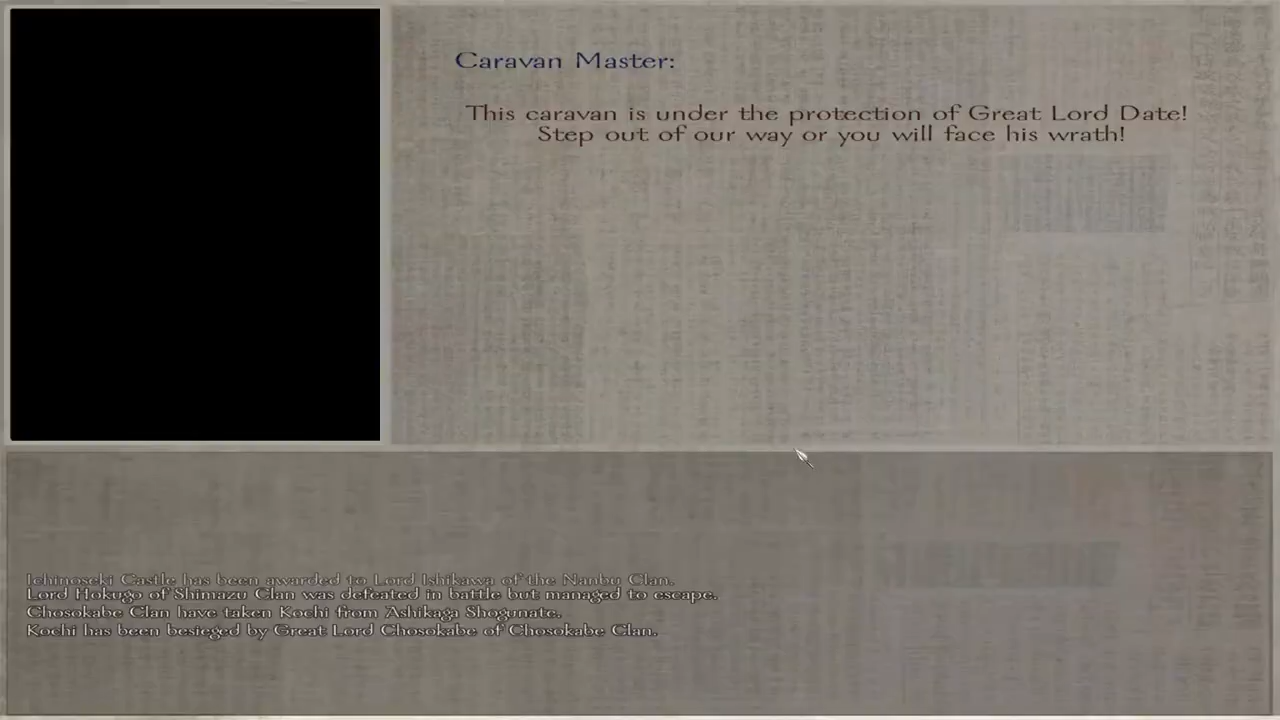 Caravan Master:
This caravan is under the protection of Great Lord Date!
Step out of our way or you will face his wrath!
Ichinoseki Castle has been awarded to Lord Ishikawa of the Nanbu Clan.
Lord Hokugo of Shimazu Clan was defeated in battle but managed to escape.
Chosokabe Clan have taken Kochi from Ashikaga Shogunate.
Kochi has been besieged by Great Lord Chosokabe of Chosokabe Clan.